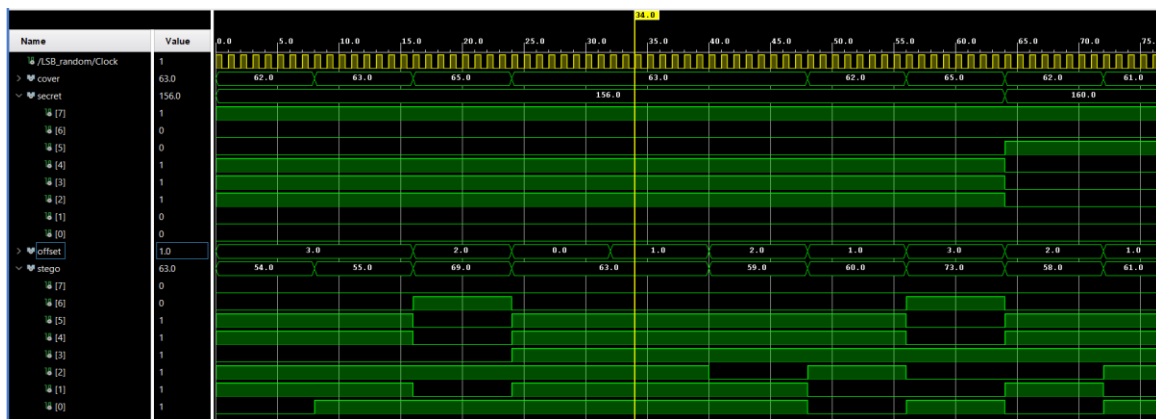 34.0
Name Value 0.0 5.0 10.0 15.0 20.0 25.0 30.0 35.0 40.0 45.0 50.0 55.0 60.0 65.0 70.0 75.
/LSB_random/Clock 1
cover 63.0 62.0 63.0 65.0 63.0 62.0 65.0 62.0 61.0
secret 156.0 156.0 160.0
[7] 1
[6] 0
[5] 0
[4] 1
[3] 1
[2] 1
[1] 0
[0] 0
offset 1.0 3.0 2.0 0.0 1.0 2.0 1.0 3.0 2.0 1.0
stego 63.0 54.0 55.0 69.0 63.0 59.0 60.0 73.0 58.0 61.0
[7] 0
[6] 0
[5] 1
[4] 1
[3] 1
[2] 1
[1] 1
[0] 1